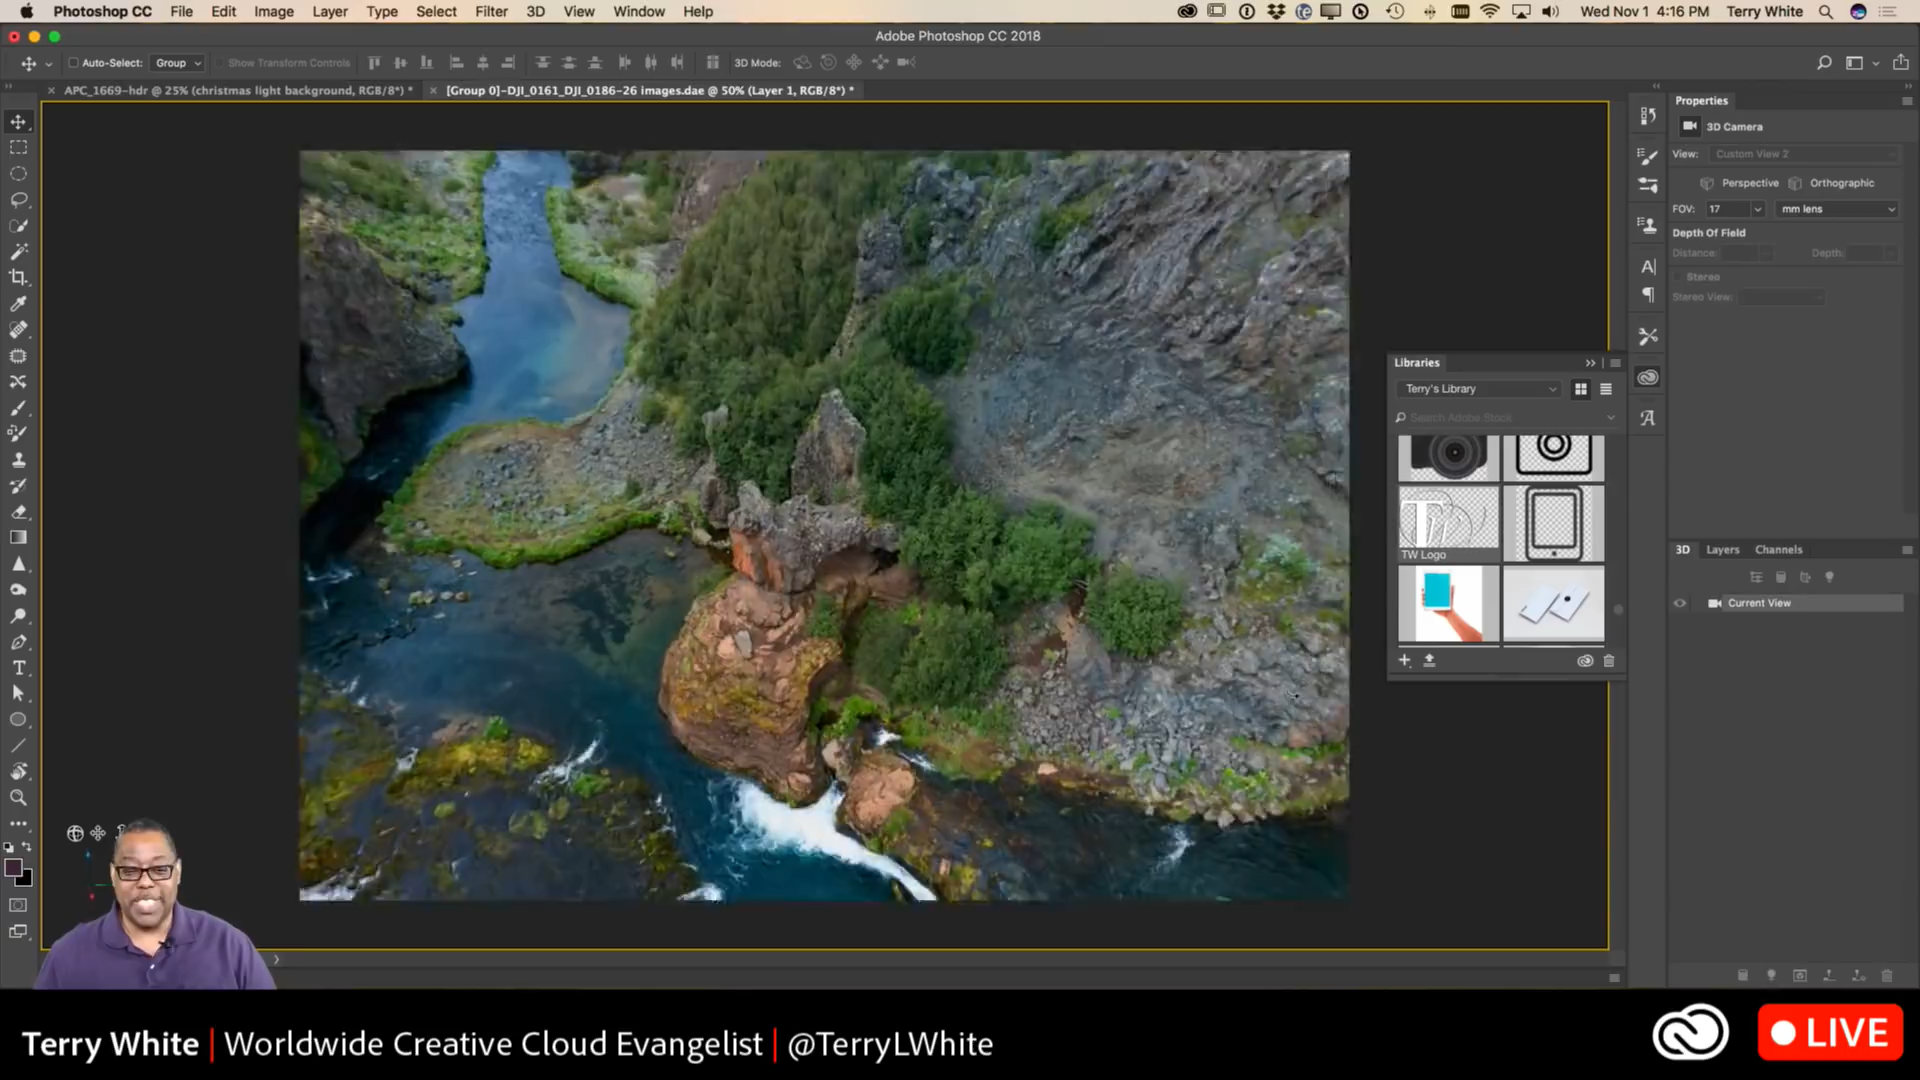 Photoshop CC File Edit Image Layer Type Select Filter 3D View Window Help
Wed Nov 1 4:16 PM Terry White
Adobe Photoshop CC 2018
Auto-Select: Group Show Transform Controls 3D Mode:
APC_1669-hdr @ 25% (christmas light background, RGB/8*) *
[Group 0]-DJI_0161_DJI_0186-26 images.dae @ 50% (Layer 1, RGB/8*) *
Properties
3D Camera
View: Custom View 2
Perspective Orthographic
FOV: 17 mm lens
Depth Of Field
Distance: Depth:
Stereo
Stereo View:
Libraries
Terry's Library
Search Adobe Stock
TW Logo
3D Layers Channels
Current View
Terry White | Worldwide Creative Cloud Evangelist | @TerryLWhite
LIVE